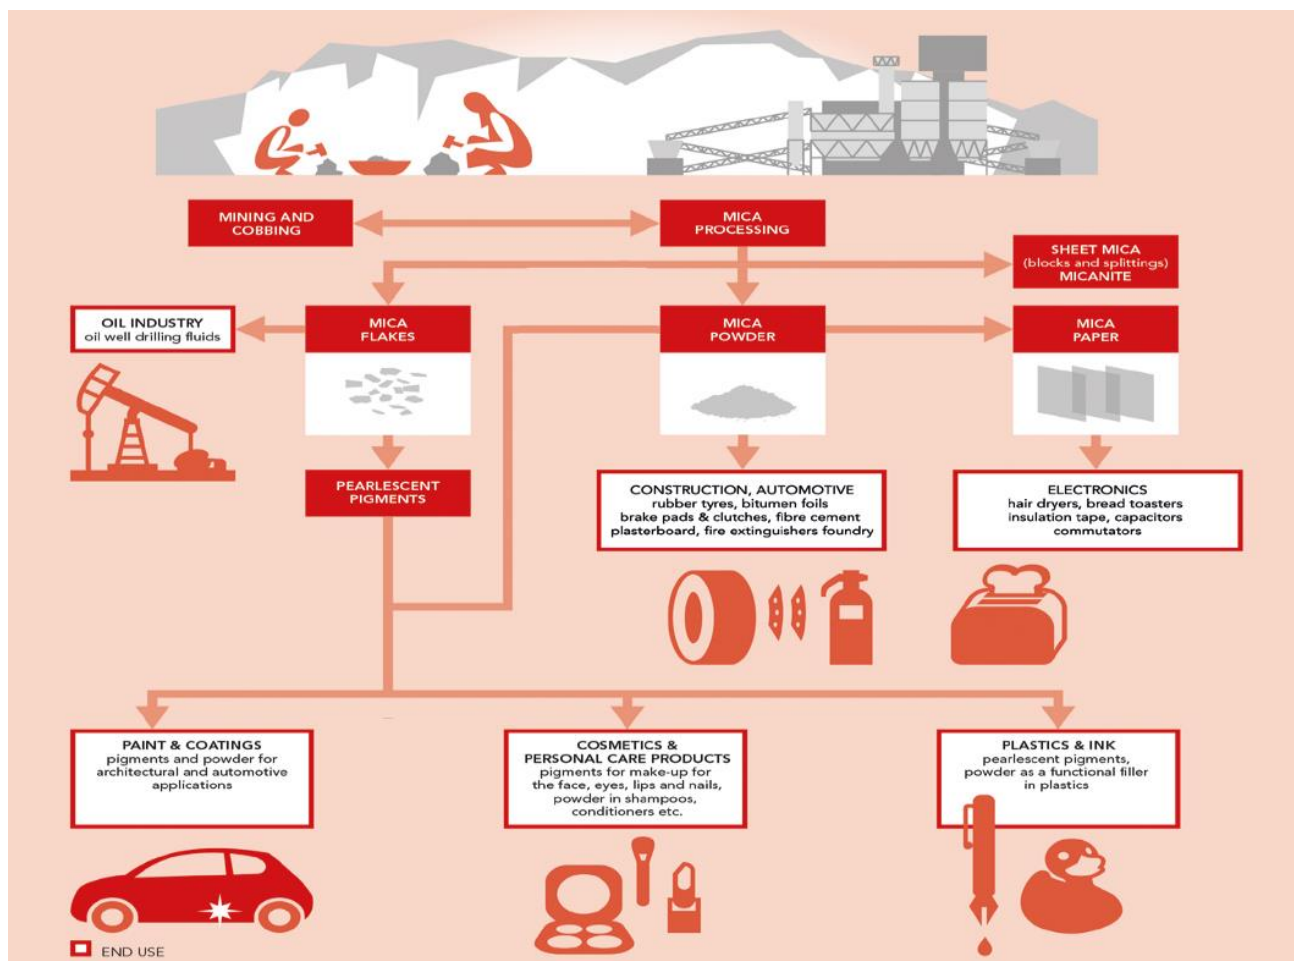 MINING AND
COBBING
MICA
PROCESSING
SHEET MICA
(blocks and splittings)
MICANITE
OIL INDUSTRY
oil well drilling fluids
MICA
FLAKES
MICA
POWDER
MICA
PAPER
PEARLESCENT
PIGMENTS
CONSTRUCTION, AUTOMOTIVE
rubber tyres, bitumen foils
brake pads & clutches, fibre cement
plasterboard, fire extinguishers foundry
ELECTRONICS
hair dryers, bread toasters
insulation tape, capacitors
commutators
PAINT & COATINGS
pigments and powder for
architectural and automotive
applications
COSMETICS &
PERSONAL CARE PRODUCTS
pigments for make-up for
the face, eyes, lips and nails,
powder in shampoos,
conditioners etc.
PLASTICS & INK
pearlescent pigments,
powder as a functional filler
in plastics
END USE